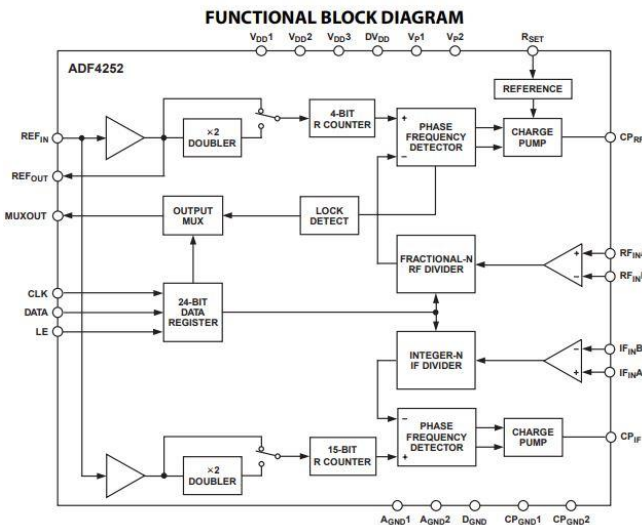 FUNCTIONAL BLOCK DIAGRAM
VDD1 VDD2 VDD3 DVDD VP1 VP2 RSET
ADF4252
REFERENCE
4-BIT
R COUNTER
REFIN
×2
DOUBLER
+
−
PHASE
FREQUENCY
DETECTOR
CHARGE
PUMP
CPRF
REFOUT
MUXOUT
OUTPUT
MUX
LOCK
DETECT
FRACTIONAL-N
RF DIVIDER
+
−
RFIN
RFIN
CLK
DATA
LE
24-BIT
DATA
REGISTER
INTEGER-N
IF DIVIDER
−
+
IFINB
IFINA
×2
DOUBLER
15-BIT
R COUNTER
−
+
PHASE
FREQUENCY
DETECTOR
CHARGE
PUMP
CPIF
AGND1 AGND2 DGND CPGND1 CPGND2